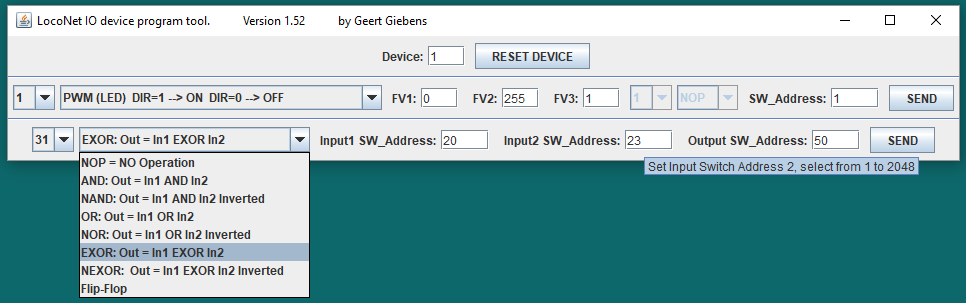 LocoNet IO device program tool. Version 1.52 by Geert Giebens
Device: 1 RESET DEVICE
1 PWM (LED) DIR=1 --> ON DIR=0 --> OFF FV1: 0 FV2: 255 FV3: 1 1 NOP SW_Address: 1 SEND
31 EXOR: Out = In1 EXOR In2 Input1 SW_Address: 20 Input2 SW_Address: 23 Output SW_Address: 50 SEND
Set Input Switch Address 2, select from 1 to 2048
NOP = NO Operation
AND: Out = In1 AND In2
NAND: Out = In1 AND In2 Inverted
OR: Out = In1 OR In2
NOR: Out = In1 OR In2 Inverted
EXOR: Out = In1 EXOR In2
NEXOR: Out = In1 EXOR In2 Inverted
Flip-Flop